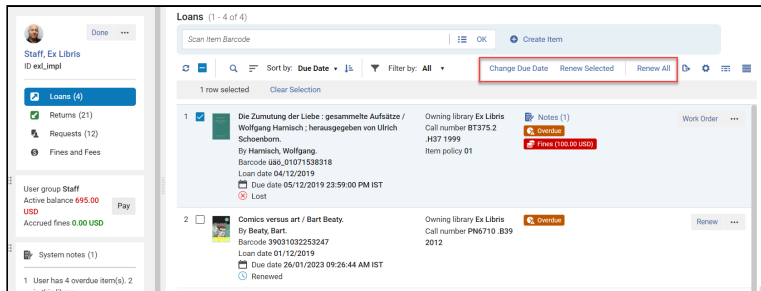 Done
Staff, Ex Libris
ID exl_impl
Loans (4)
Returns (21)
Requests (12)
Fines and Fees
User group Staff
Active balance 695.00
USD
Pay
Accrued fines 0.00 USD
System notes (1)
1 User has 4 overdue item(s). 2
Loans (1 - 4 of 4)
Scan Item Barcode
OK
Create Item
Sort by: Due Date
Filter by: All
Change Due Date
Renew Selected
Renew All
1 row selected
Clear Selection
1
Die Zumutung der Liebe : gesammelte Aufsätze /
Wolfgang Harnisch ; herausgegeben von Ulrich
Schoenborn.
By Harnisch, Wolfgang.
Barcode üäö_01071538318
Loan date 04/12/2019
Due date 05/12/2019 23:59:00 PM IST
Lost
Owning library Ex Libris
Call number BT375.2
.H37 1999
Item policy 01
Notes (1)
Overdue
Fines (100.00 USD)
Work Order
2
Comics versus art / Bart Beaty.
By Beaty, Bart.
Barcode 39031032253247
Loan date 01/12/2019
Due date 26/01/2023 09:26:44 AM IST
Renewed
Owning library Ex Libris
Call number PN6710 .B39
2012
Overdue
Renew